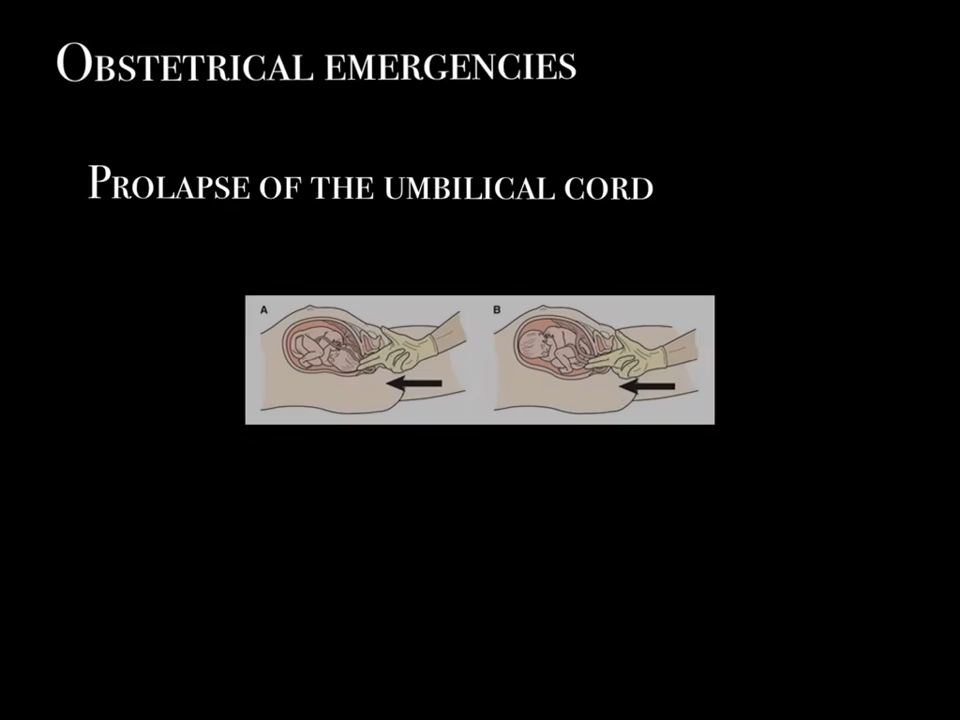 Obstetrical emergencies
Prolapse of the umbilical cord
A B